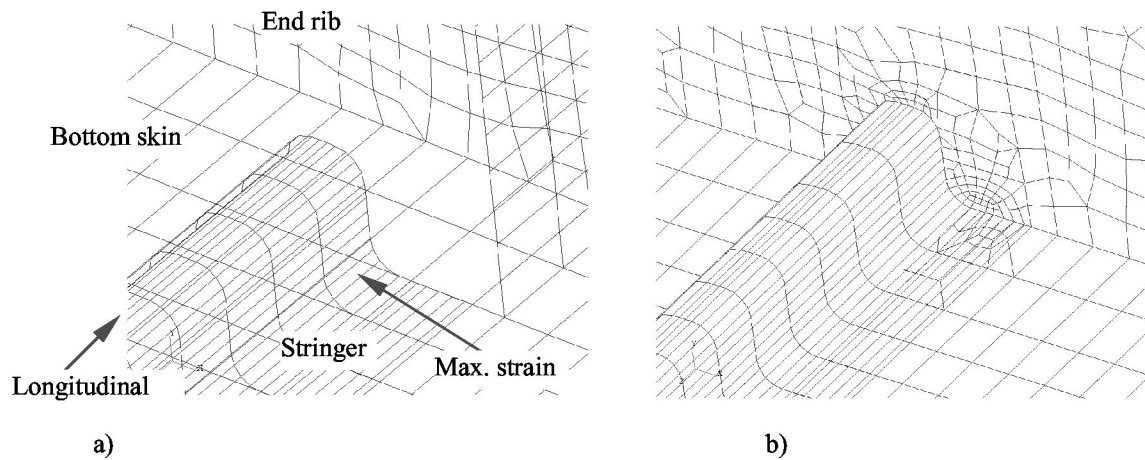 End rib
Bottom skin
Stringer
Max. strain
Longitudinal
a)
b)